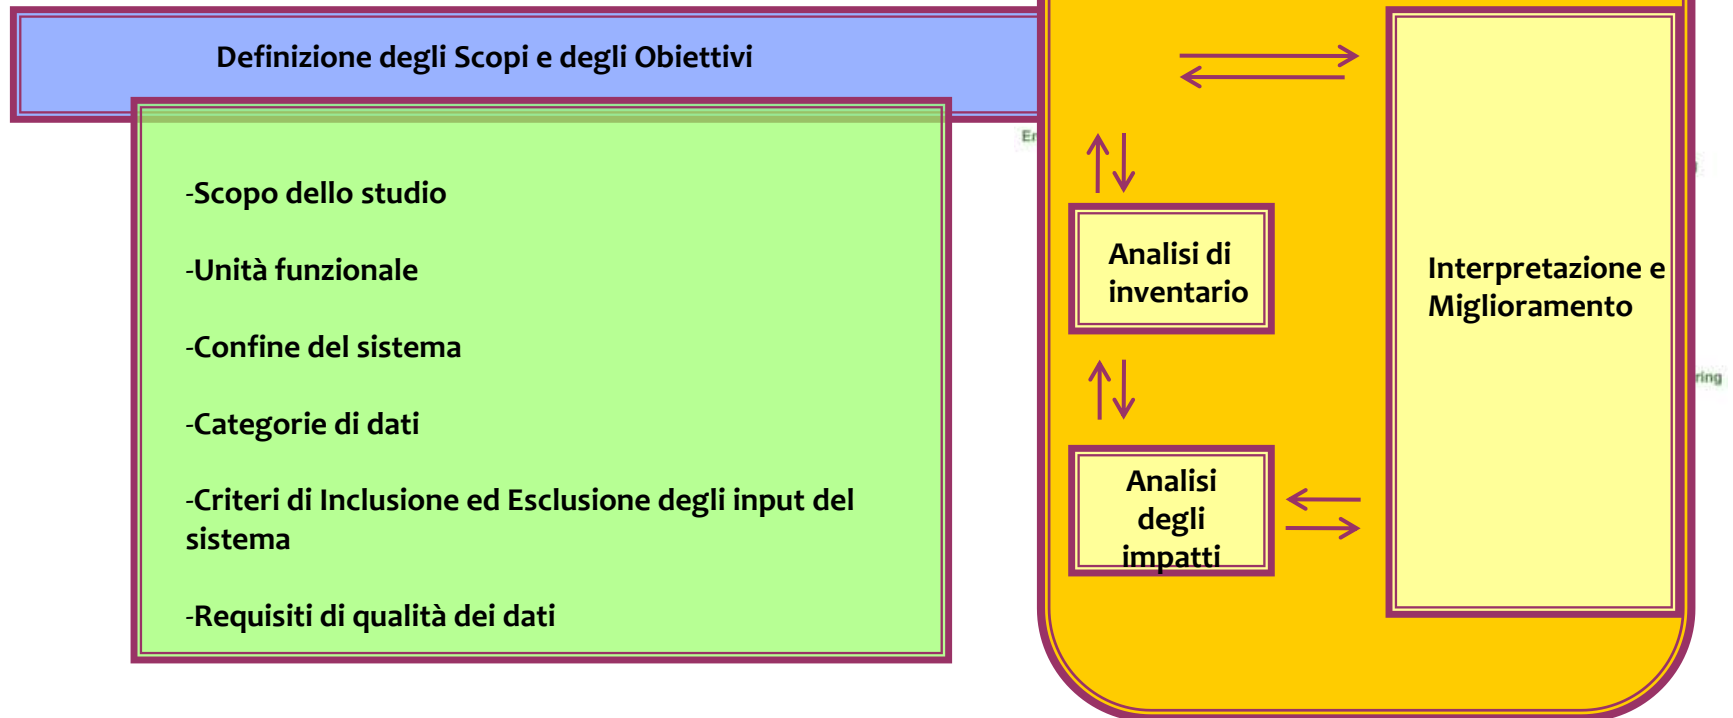 Definizione degli Scopi e degli Obiettivi
-Scopo dello studio
-Unità funzionale
-Confine del sistema
-Categorie di dati
-Criteri di Inclusione ed Esclusione degli input del
sistema
-Requisiti di qualità dei dati
Analisi di
inventario
Analisi
degli
impatti
Interpretazione e
Miglioramento